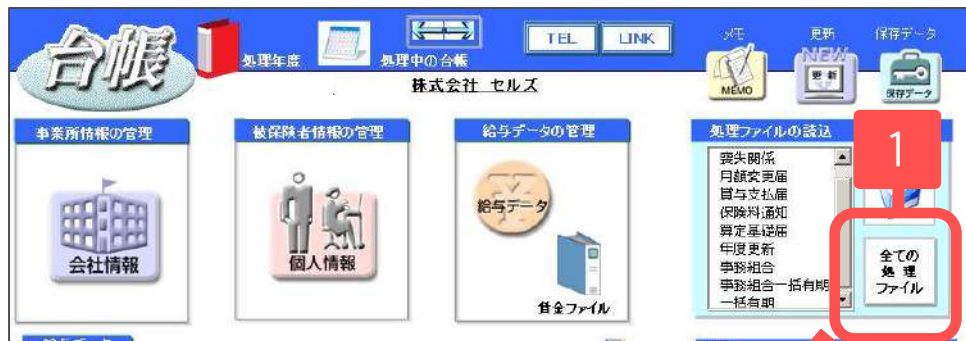 台帳
処理年度
処理中の台帳
TEL LINK
メモ
MEMO
更新
NEW
更新
保存データ
保存データ
株式会社 セルズ
事業所情報の管理
会社情報
被保険者情報の管理
個人情報
給与データの管理
給与データ
賃金ファイル
処理ファイルの読込
喪失関係
月額変更届
賞与支払届
保険料通知
算定基礎届
年度更新
事務組合
事務組合一括有期
一括有期
1
全ての
処理
ファイル